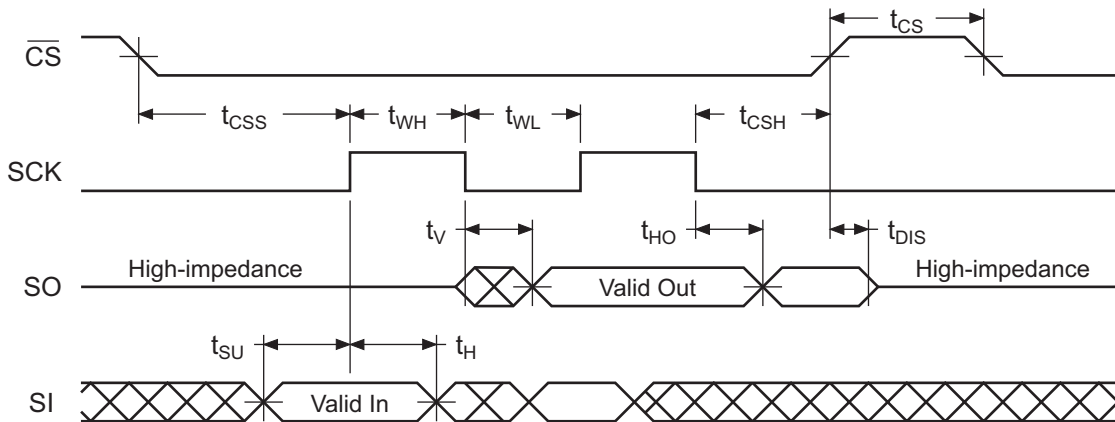 t_CS
C̅S̅
t_CSS t_WH t_WL t_CSH
SCK
t_V t_HO t_DIS
High-impedance High-impedance
SO Valid Out
t_SU t_H
SI Valid In